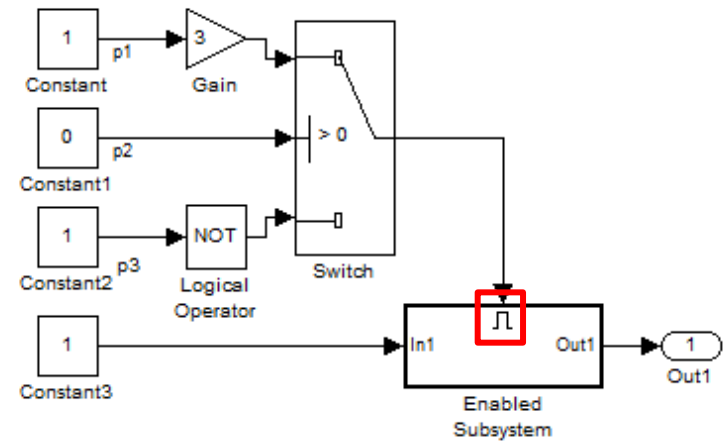 1
p1
Constant
3
Gain
0
p2
Constant1
> 0
1
p3
Constant2
NOT
Logical
Operator
Switch
1
Constant3
In1
Out1
Enabled
Subsystem
1
Out1